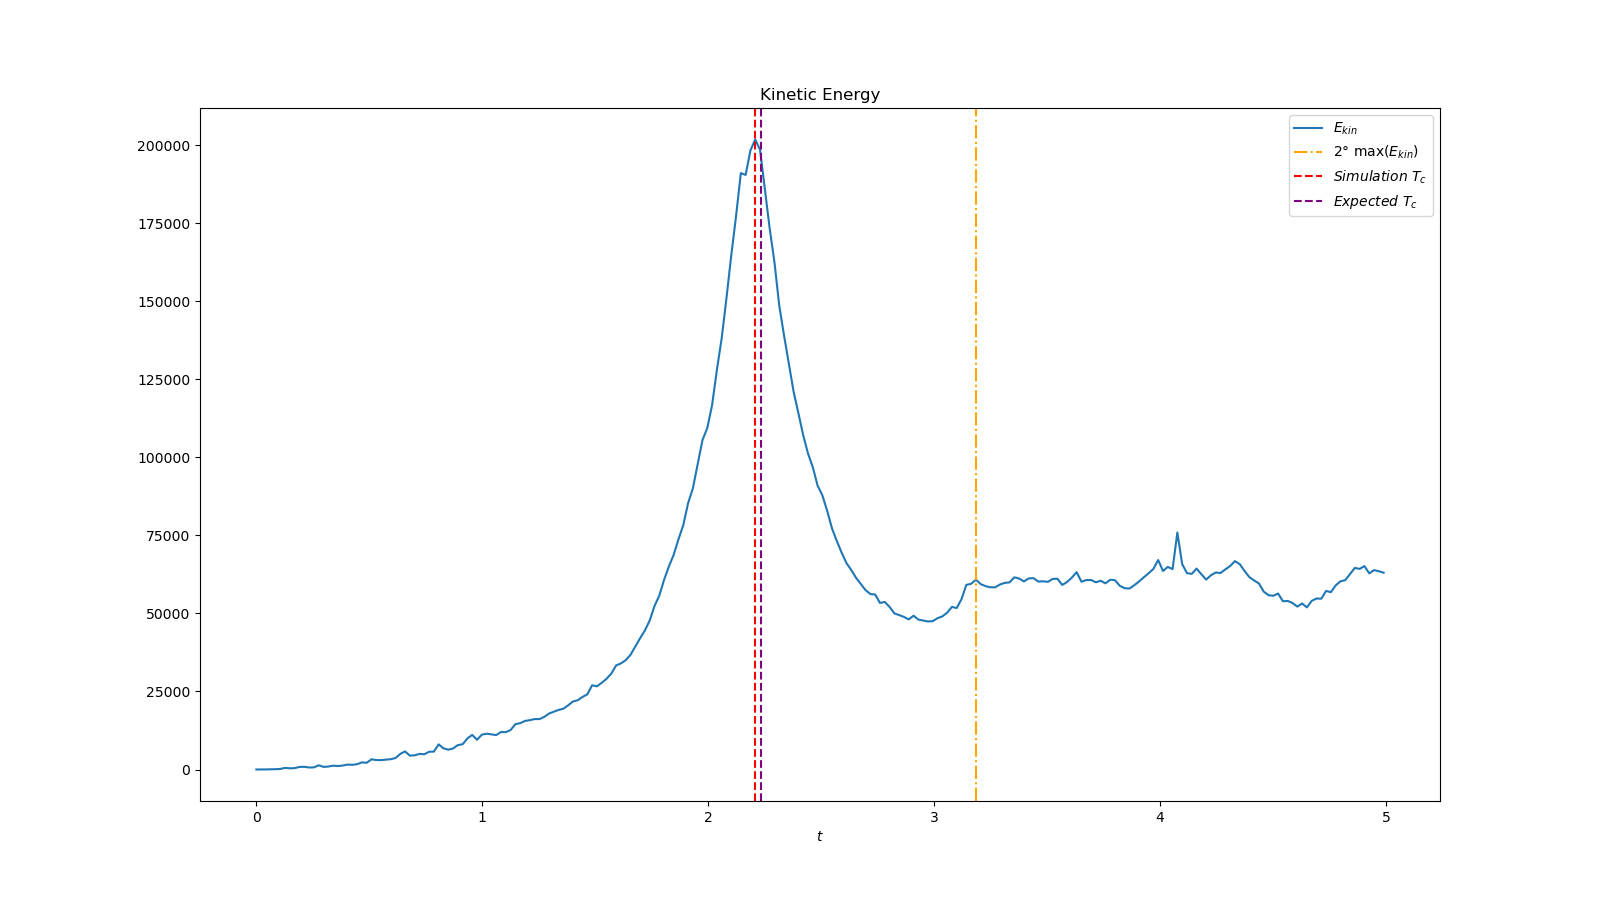 Kinetic Energy
200000
175000
150000
125000
100000
75000
50000
25000
0
0 1 2 3 4 5
t
E_kin
2° max(E_kin)
Simulation T_c
Expected T_c